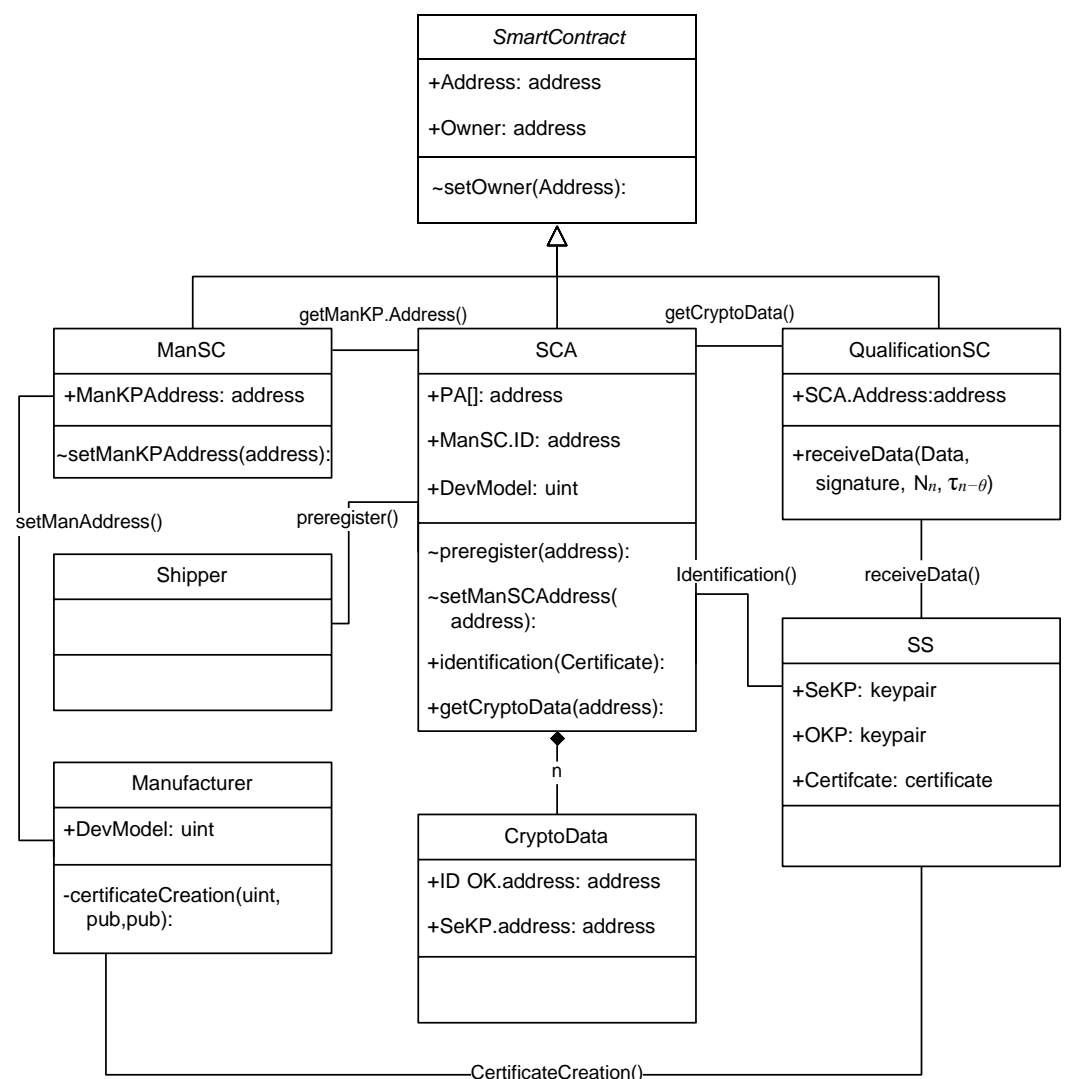 SmartContract
+Address: address
+Owner: address
~setOwner(Address):
getManKP.Address()
getCryptoData()
ManSC
+ManKPAddress: address
~setManKPAddress(address):
SCA
+PA[]: address
+ManSC.ID: address
+DevModel: uint
~preregister(address):
~setManSCAddress(
address):
+identification(Certificate):
+getCryptoData(address):
QualificationSC
+SCA.Address:address
+receiveData(Data,
signature, Nn, τn−θ)
setManAddress()
preregister()
Identification()
receiveData()
Shipper
SS
+SeKP: keypair
+OKP: keypair
+Certifcate: certificate
Manufacturer
+DevModel: uint
-certificateCreation(uint,
pub,pub):
n
CryptoData
+ID OK.address: address
+SeKP.address: address
CertificateCreation()